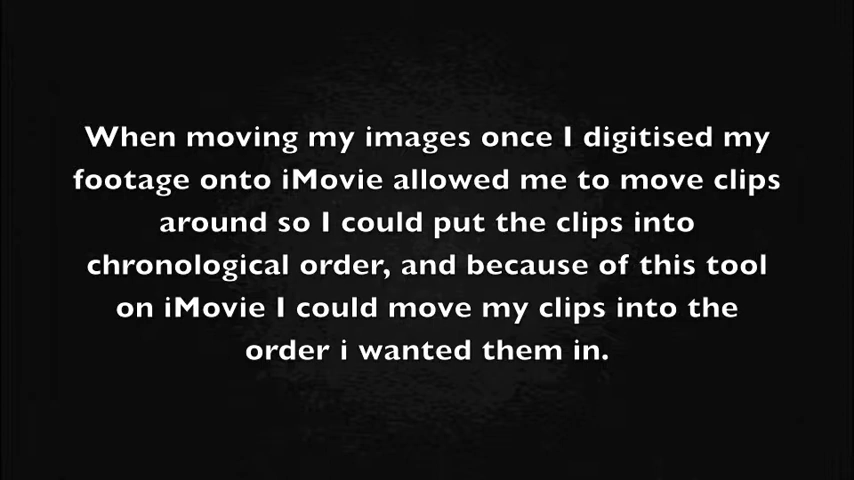 When moving my images once I digitised my
footage onto iMovie allowed me to move clips
around so I could put the clips into
chronological order, and because of this tool
on iMovie I could move my clips into the
order i wanted them in.